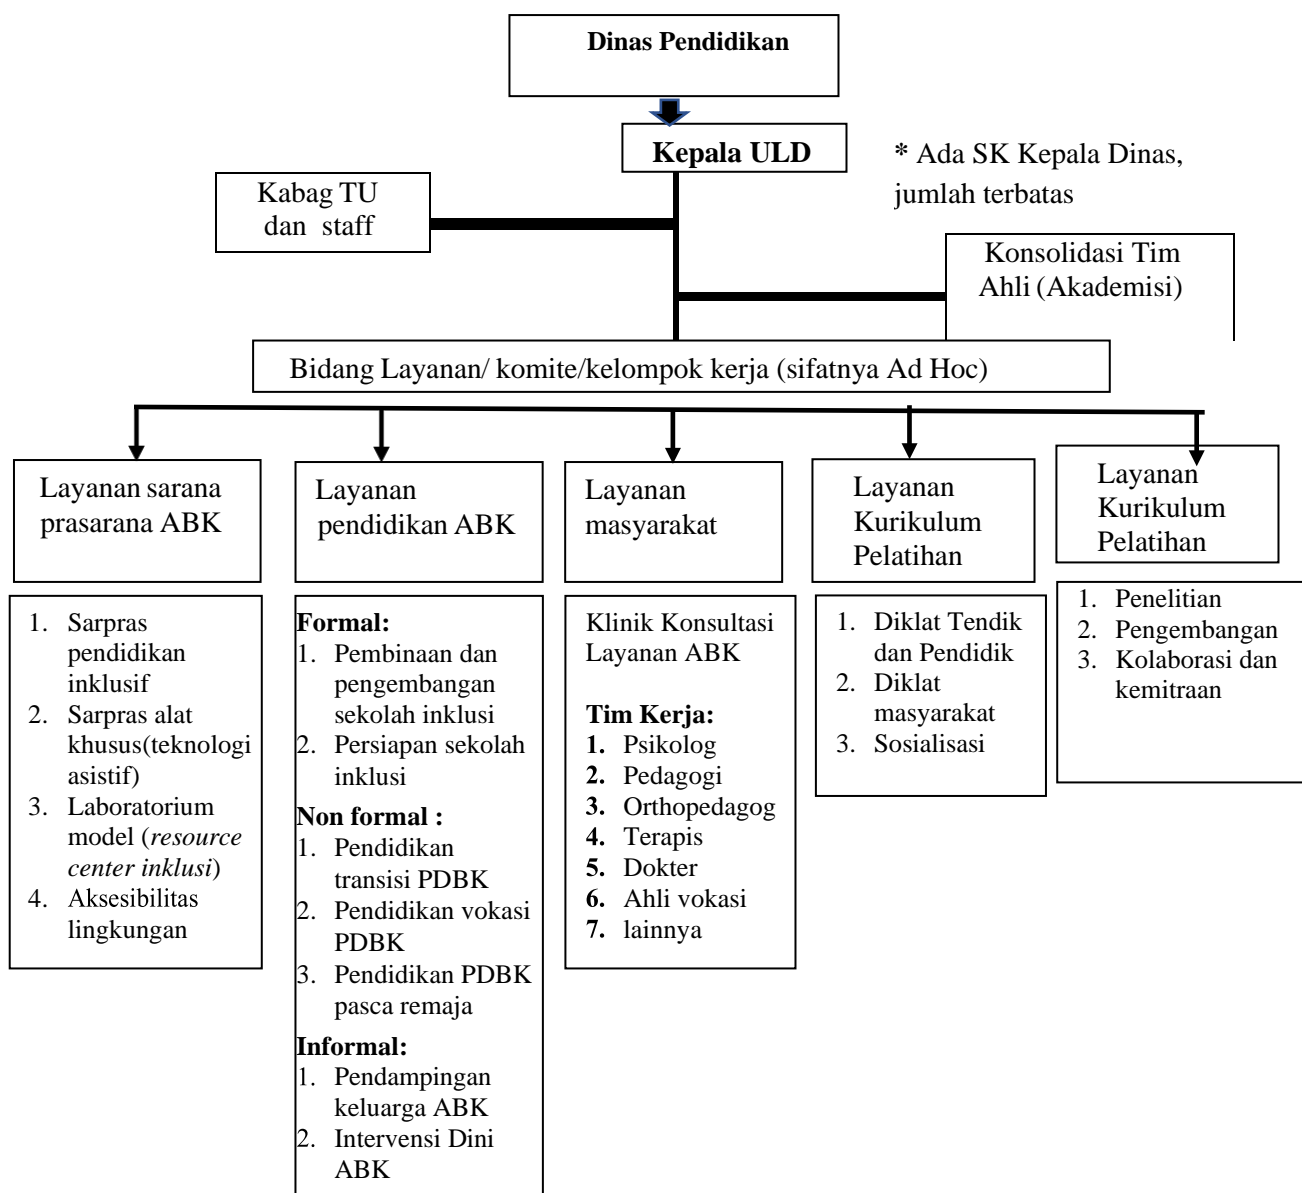 Dinas Pendidikan
Kepala ULD
* Ada SK Kepala Dinas,
jumlah terbatas
Kabag TU
dan staff
Konsolidasi Tim
Ahli (Akademisi)
Bidang Layanan/ komite/kelompok kerja (sifatnya Ad Hoc)
Layanan sarana
prasarana ABK
Layanan
pendidikan ABK
Layanan
masyarakat
Layanan
Kurikulum
Pelatihan
Layanan
Kurikulum
Pelatihan
1. Sarpras
pendidikan
inklusif
2. Sarpras alat
khusus(teknologi
asistif)
3. Laboratorium
model (resource
center inklusi)
4. Aksesibilitas
lingkungan
Formal:
1. Pembinaan dan
pengembangan
sekolah inklusi
2. Persiapan sekolah
inklusi
Non formal :
1. Pendidikan
transisi PDBK
2. Pendidikan vokasi
PDBK
3. Pendidikan PDBK
pasca remaja
Informal:
1. Pendampingan
keluarga ABK
2. Intervensi Dini
ABK
Klinik Konsultasi
Layanan ABK
Tim Kerja:
1. Psikolog
2. Pedagogi
3. Orthopedagog
4. Terapis
5. Dokter
6. Ahli vokasi
7. lainnya
1. Diklat Tendik
dan Pendidik
2. Diklat
masyarakat
3. Sosialisasi
1. Penelitian
2. Pengembangan
3. Kolaborasi dan
kemitraan